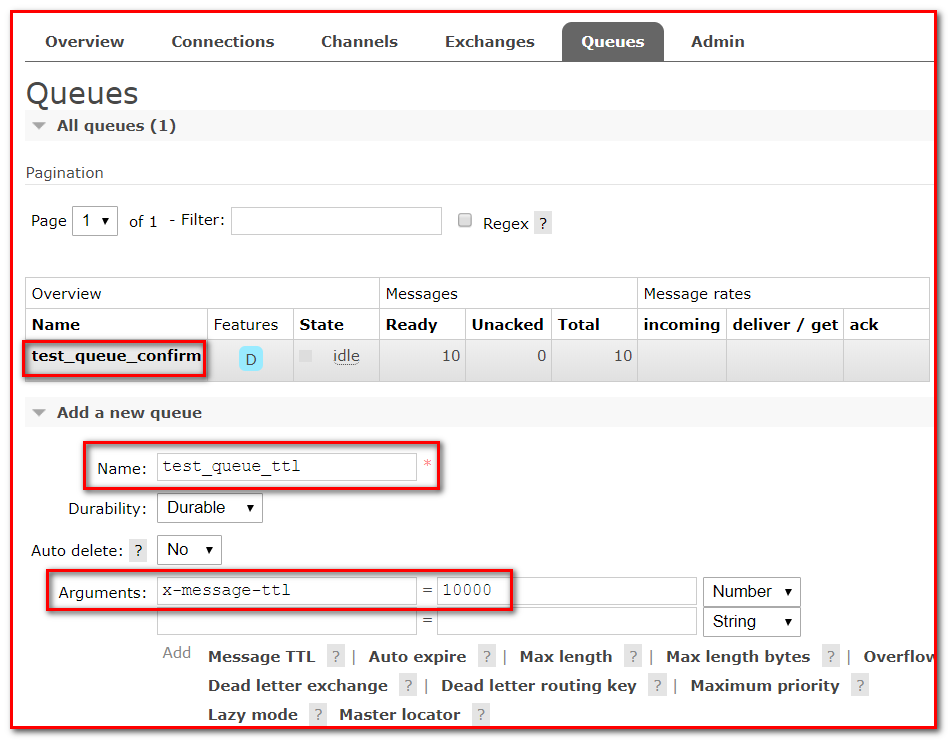 Overview Connections Channels Exchanges Queues Admin
Queues
All queues (1)
Pagination
Page 1 of 1 - Filter: Regex ?
Overview Messages Message rates
Name Features State Ready Unacked Total incoming deliver / get ack
test_queue_confirm D idle 10 0 10
Add a new queue
Name: test_queue_ttl *
Durability: Durable
Auto delete: ? No
Arguments: x-message-ttl = 10000 Number
= String
Add Message TTL ? | Auto expire ? | Max length ? | Max length bytes ? | Overflow
Dead letter exchange ? | Dead letter routing key ? | Maximum priority ?
Lazy mode ? Master locator ?